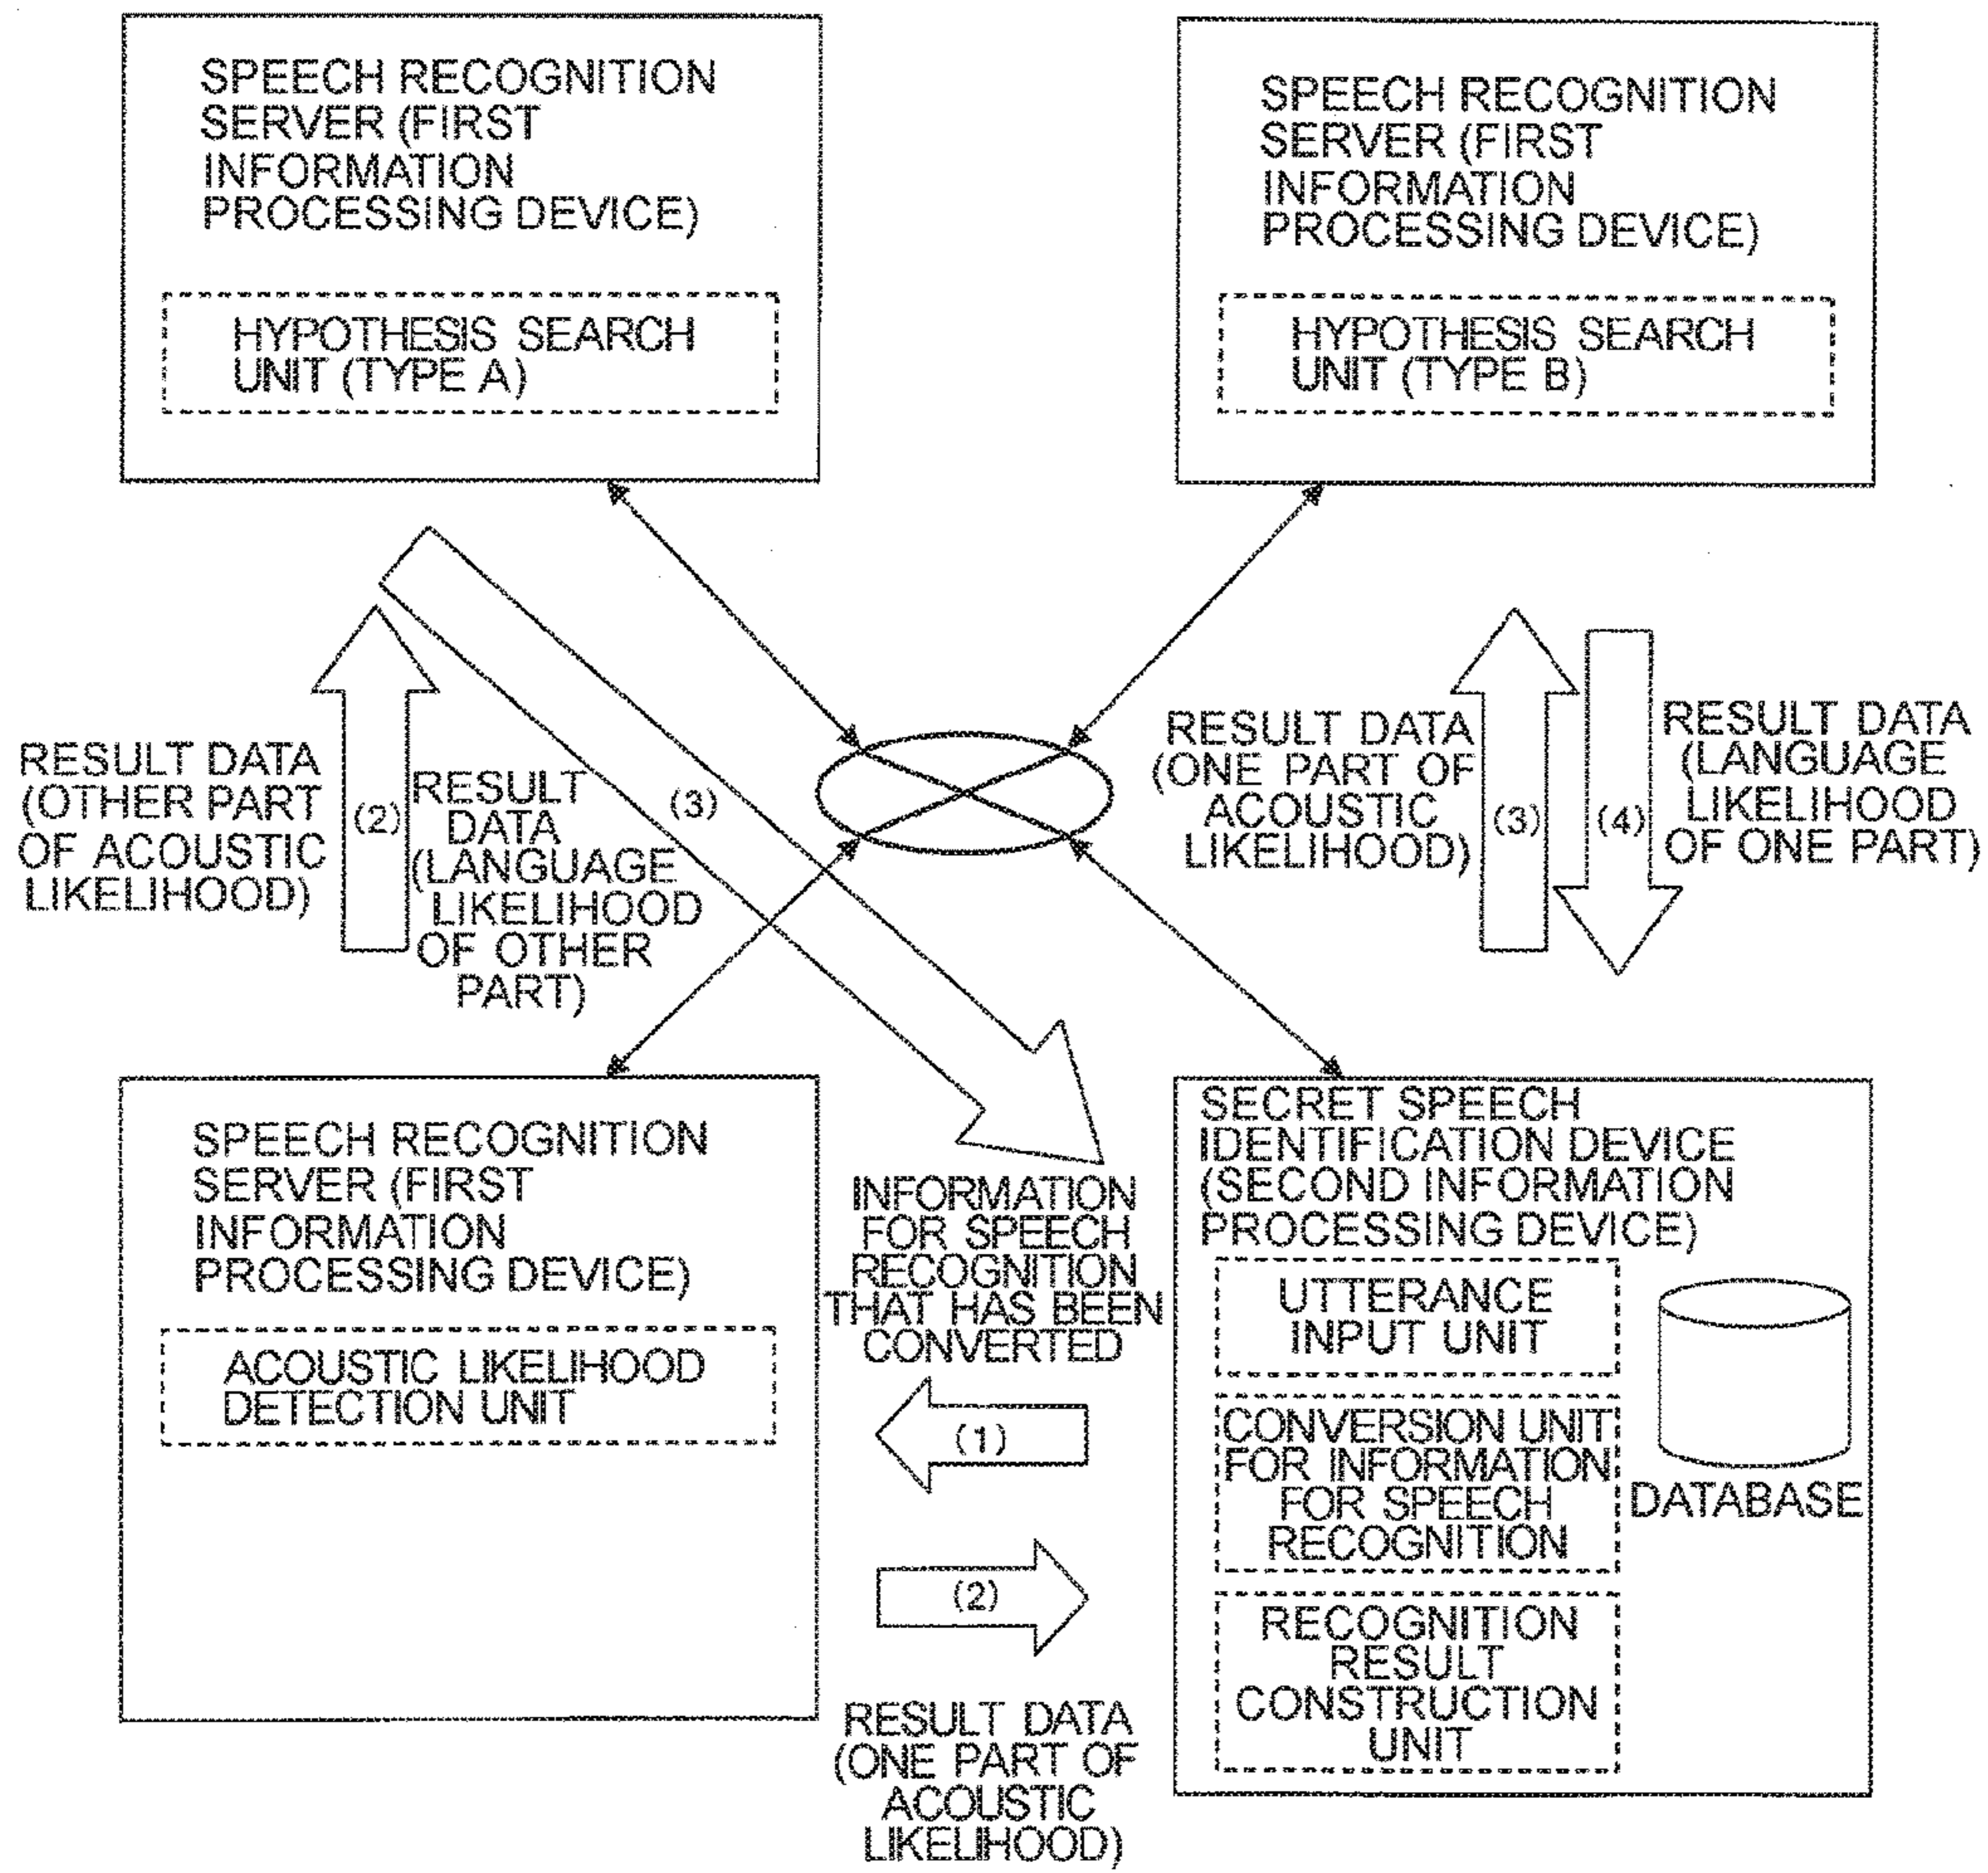 SPEECH RECOGNITION
SERVER (FIRST
INFORMATION
PROCESSING DEVICE)
HYPOTHESIS SEARCH
UNIT (TYPE A)
SPEECH RECOGNITION
SERVER (FIRST
INFORMATION
PROCESSING DEVICE)
HYPOTHESIS SEARCH
UNIT (TYPE B)
RESULT DATA
(OTHER PART
OF ACOUSTIC
LIKELIHOOD)
(2)
RESULT
DATA
(LANGUAGE
LIKELIHOOD
OF OTHER
PART)
(3)
RESULT DATA
(ONE PART OF
ACOUSTIC
LIKELIHOOD)
(3)
(4)
RESULT DATA
(LANGUAGE
LIKELIHOOD
OF ONE PART)
SPEECH RECOGNITION
SERVER (FIRST
INFORMATION
PROCESSING DEVICE)
ACOUSTIC LIKELIHOOD
DETECTION UNIT
INFORMATION
FOR SPEECH
RECOGNITION
THAT HAS BEEN
CONVERTED
(1)
(2)
RESULT DATA
(ONE PART OF
ACOUSTIC
LIKELIHOOD)
SECRET SPEECH
IDENTIFICATION DEVICE
(SECOND INFORMATION
PROCESSING DEVICE)
UTTERANCE
INPUT UNIT
CONVERSION UNIT
FOR INFORMATION
FOR SPEECH
RECOGNITION
RECOGNITION
RESULT
CONSTRUCTION
UNIT
DATABASE